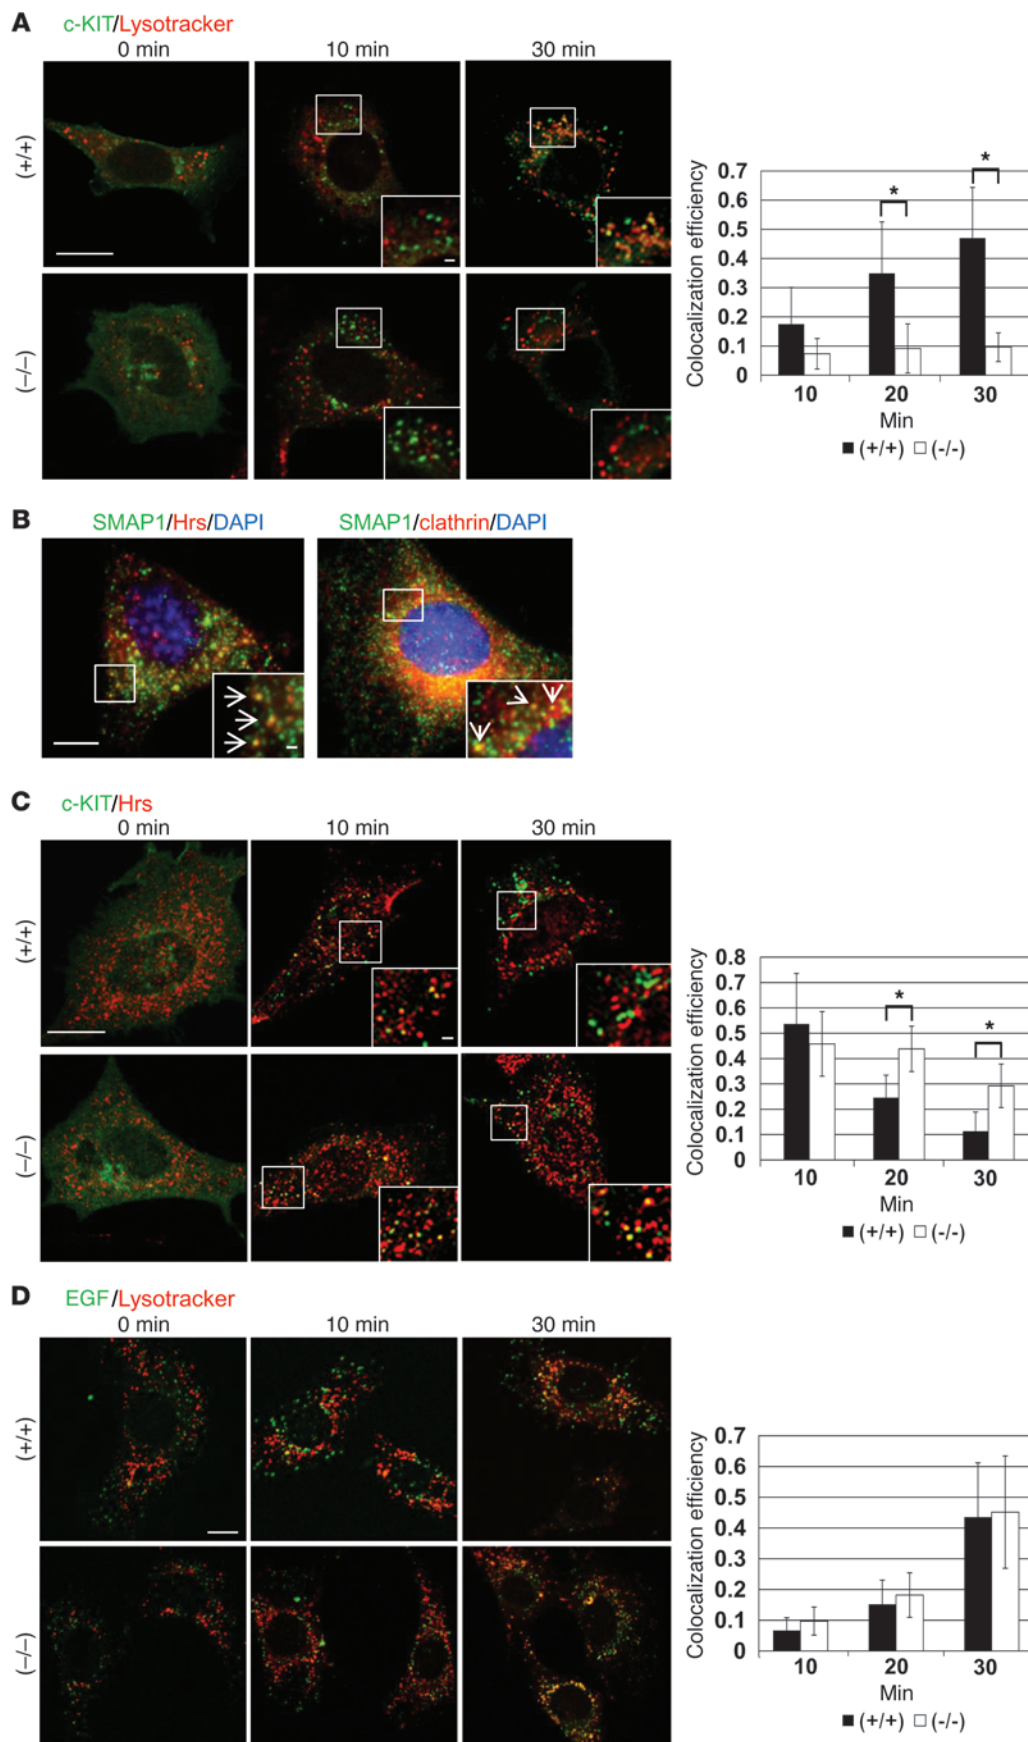 A
c-KIT/Lysotracker
0 min 10 min 30 min
(+/+)
(–/–)
Colocalization efficiency
0.7
0.6
0.5
0.4
0.3
0.2
0.1
0
* *
10 20 30
Min
(+/+) (-/-)
B
SMAP1/Hrs/DAPI SMAP1/clathrin/DAPI
C
c-KIT/Hrs
0 min 10 min 30 min
(+/+)
(–/–)
Colocalization efficiency
0.8
0.7
0.6
0.5
0.4
0.3
0.2
0.1
0
* *
10 20 30
Min
(+/+) (-/-)
D
EGF/Lysotracker
0 min 10 min 30 min
(+/+)
(–/–)
Colocalization efficiency
0.7
0.6
0.5
0.4
0.3
0.2
0.1
0
10 20 30
Min
(+/+) (-/-)